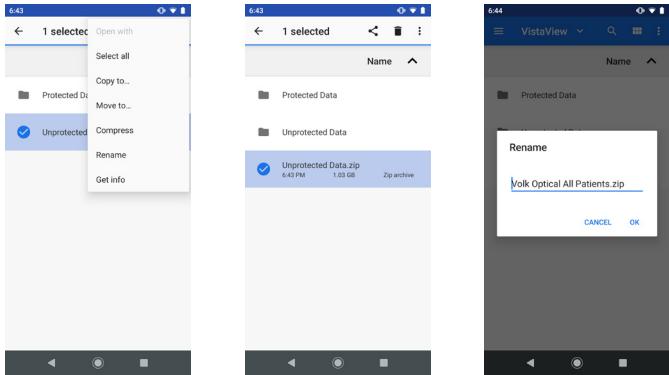 6:43
1 selected
Open with
Select all
Copy to…
Protected Da
Move to…
Unprotected
Compress
Rename
Get info
6:43
1 selected
Name
Protected Data
Unprotected Data
Unprotected Data.zip
6:43 PM 1.03 GB Zip archive
6:44
VistaView
Name
Protected Data
Rename
Volk Optical All Patients.zip
CANCEL OK